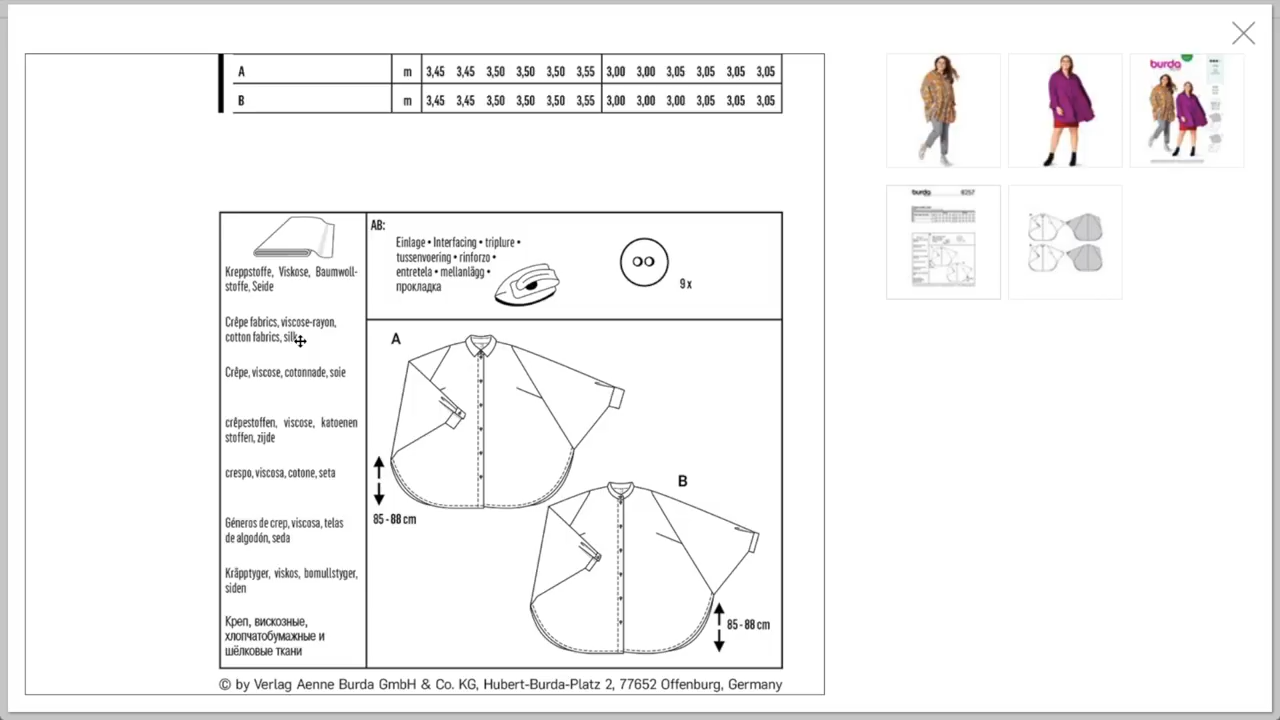 A m 3,45 3,45 3,50 3,50 3,50 3,55 3,00 3,00 3,05 3,05 3,05 3,05
B m 3,45 3,45 3,50 3,50 3,50 3,55 3,00 3,00 3,00 3,05 3,05 3,05
Kreppstoffe, Viskose, Baumwoll-
stoffe, Seide
Crêpe fabrics, viscose-rayon,
cotton fabrics, silk
Crêpe, viscose, cotonnade, soie
crêpestoffen, viscose, katoenen
stoffen, zijde
crespo, viscosa, cotone, seta
Géneros de crep, viscosa, telas
de algodón, seda
Kräpptyger, viskos, bomullstyger,
siden
Креп, вискозные,
хлопчатобумажные и
шёлковые ткани
AB:
Einlage • Interfacing • triplure •
tussenvoering • rinforzo •
entretela • mellanlägg •
прокладка
9 x
A
85 - 88 cm
B
85 - 88 cm
© by Verlag Aenne Burda GmbH & Co. KG, Hubert-Burda-Platz 2, 77652 Offenburg, Germany
burda
burda 6257